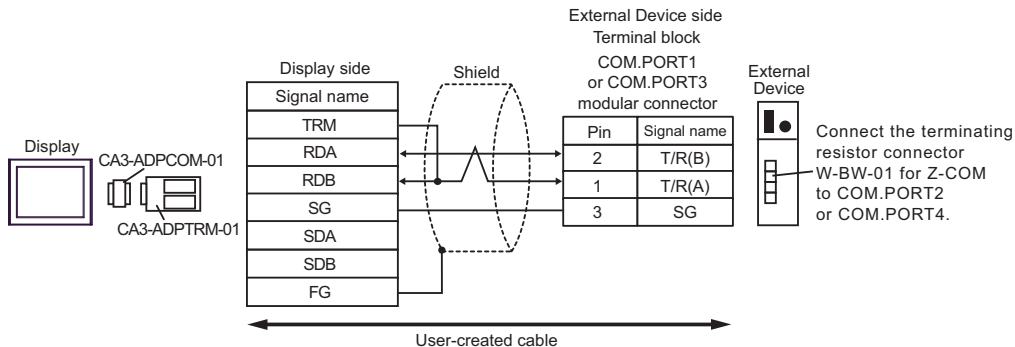 External Device side
Terminal block
COM.PORT1
or COM.PORT3
modular connector
Display side
Shield
External
Device
Signal name
TRM
RDA
RDB
SG
SDA
SDB
FG
Pin
Signal name
2
T/R(B)
1
T/R(A)
3
SG
Display
CA3-ADPCOM-01
CA3-ADPTRM-01
Connect the terminating
resistor connector
W-BW-01 for Z-COM
to COM.PORT2
or COM.PORT4.
User-created cable